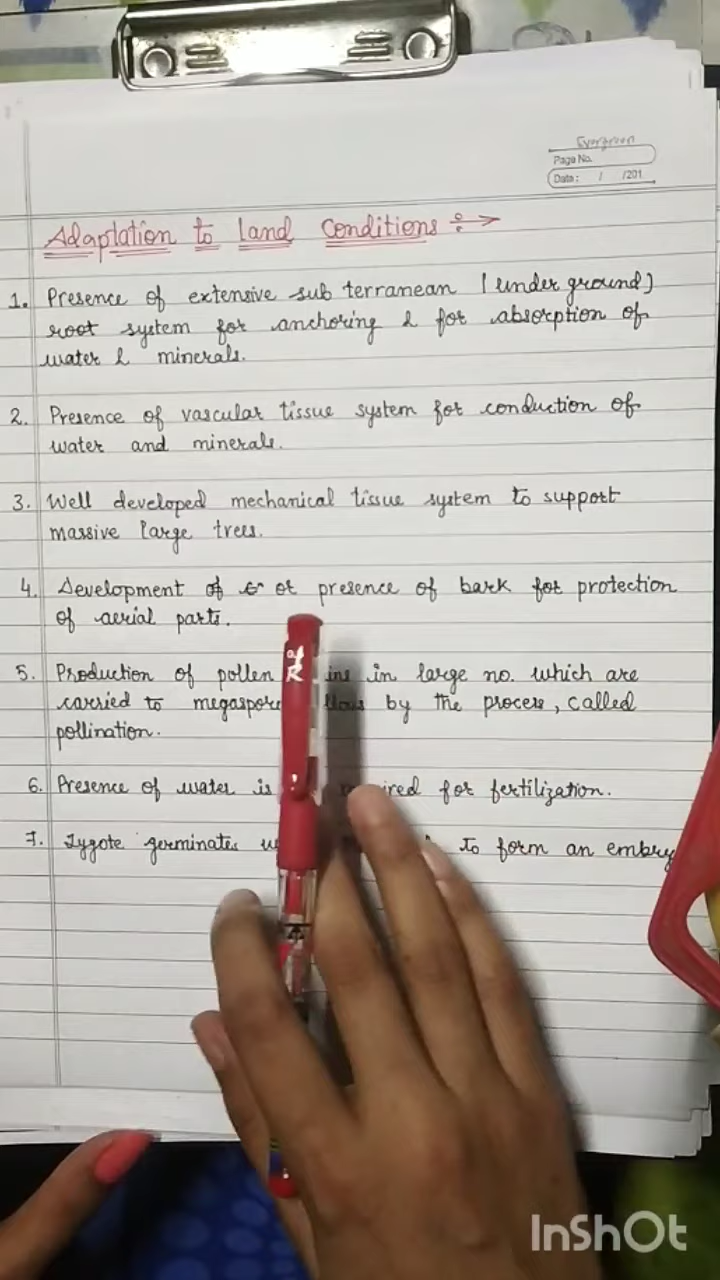 Evergreen
Page No.
Date: / /201
Adaptation to land Conditions ÷→
1. Presence of extensive sub terranean (underground)
root system for anchoring & for absorption of
water & minerals.
2. Presence of vascular tissue system for conduction of
water and minerals.
3. Well developed mechanical tissue system to support
massive large trees.
4. Development of or presence of bark for protection
of aerial parts.
5. Production of pollen in large no. which are
carried to by the process, called
pollination.
6. Presence of water is for fertilization.
7. Zygote germinates to form an embry
InShOt